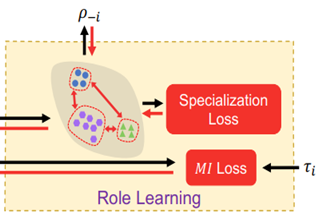 ρ₋ᵢ
Specialization
Loss
MI Loss
τᵢ
Role Learning